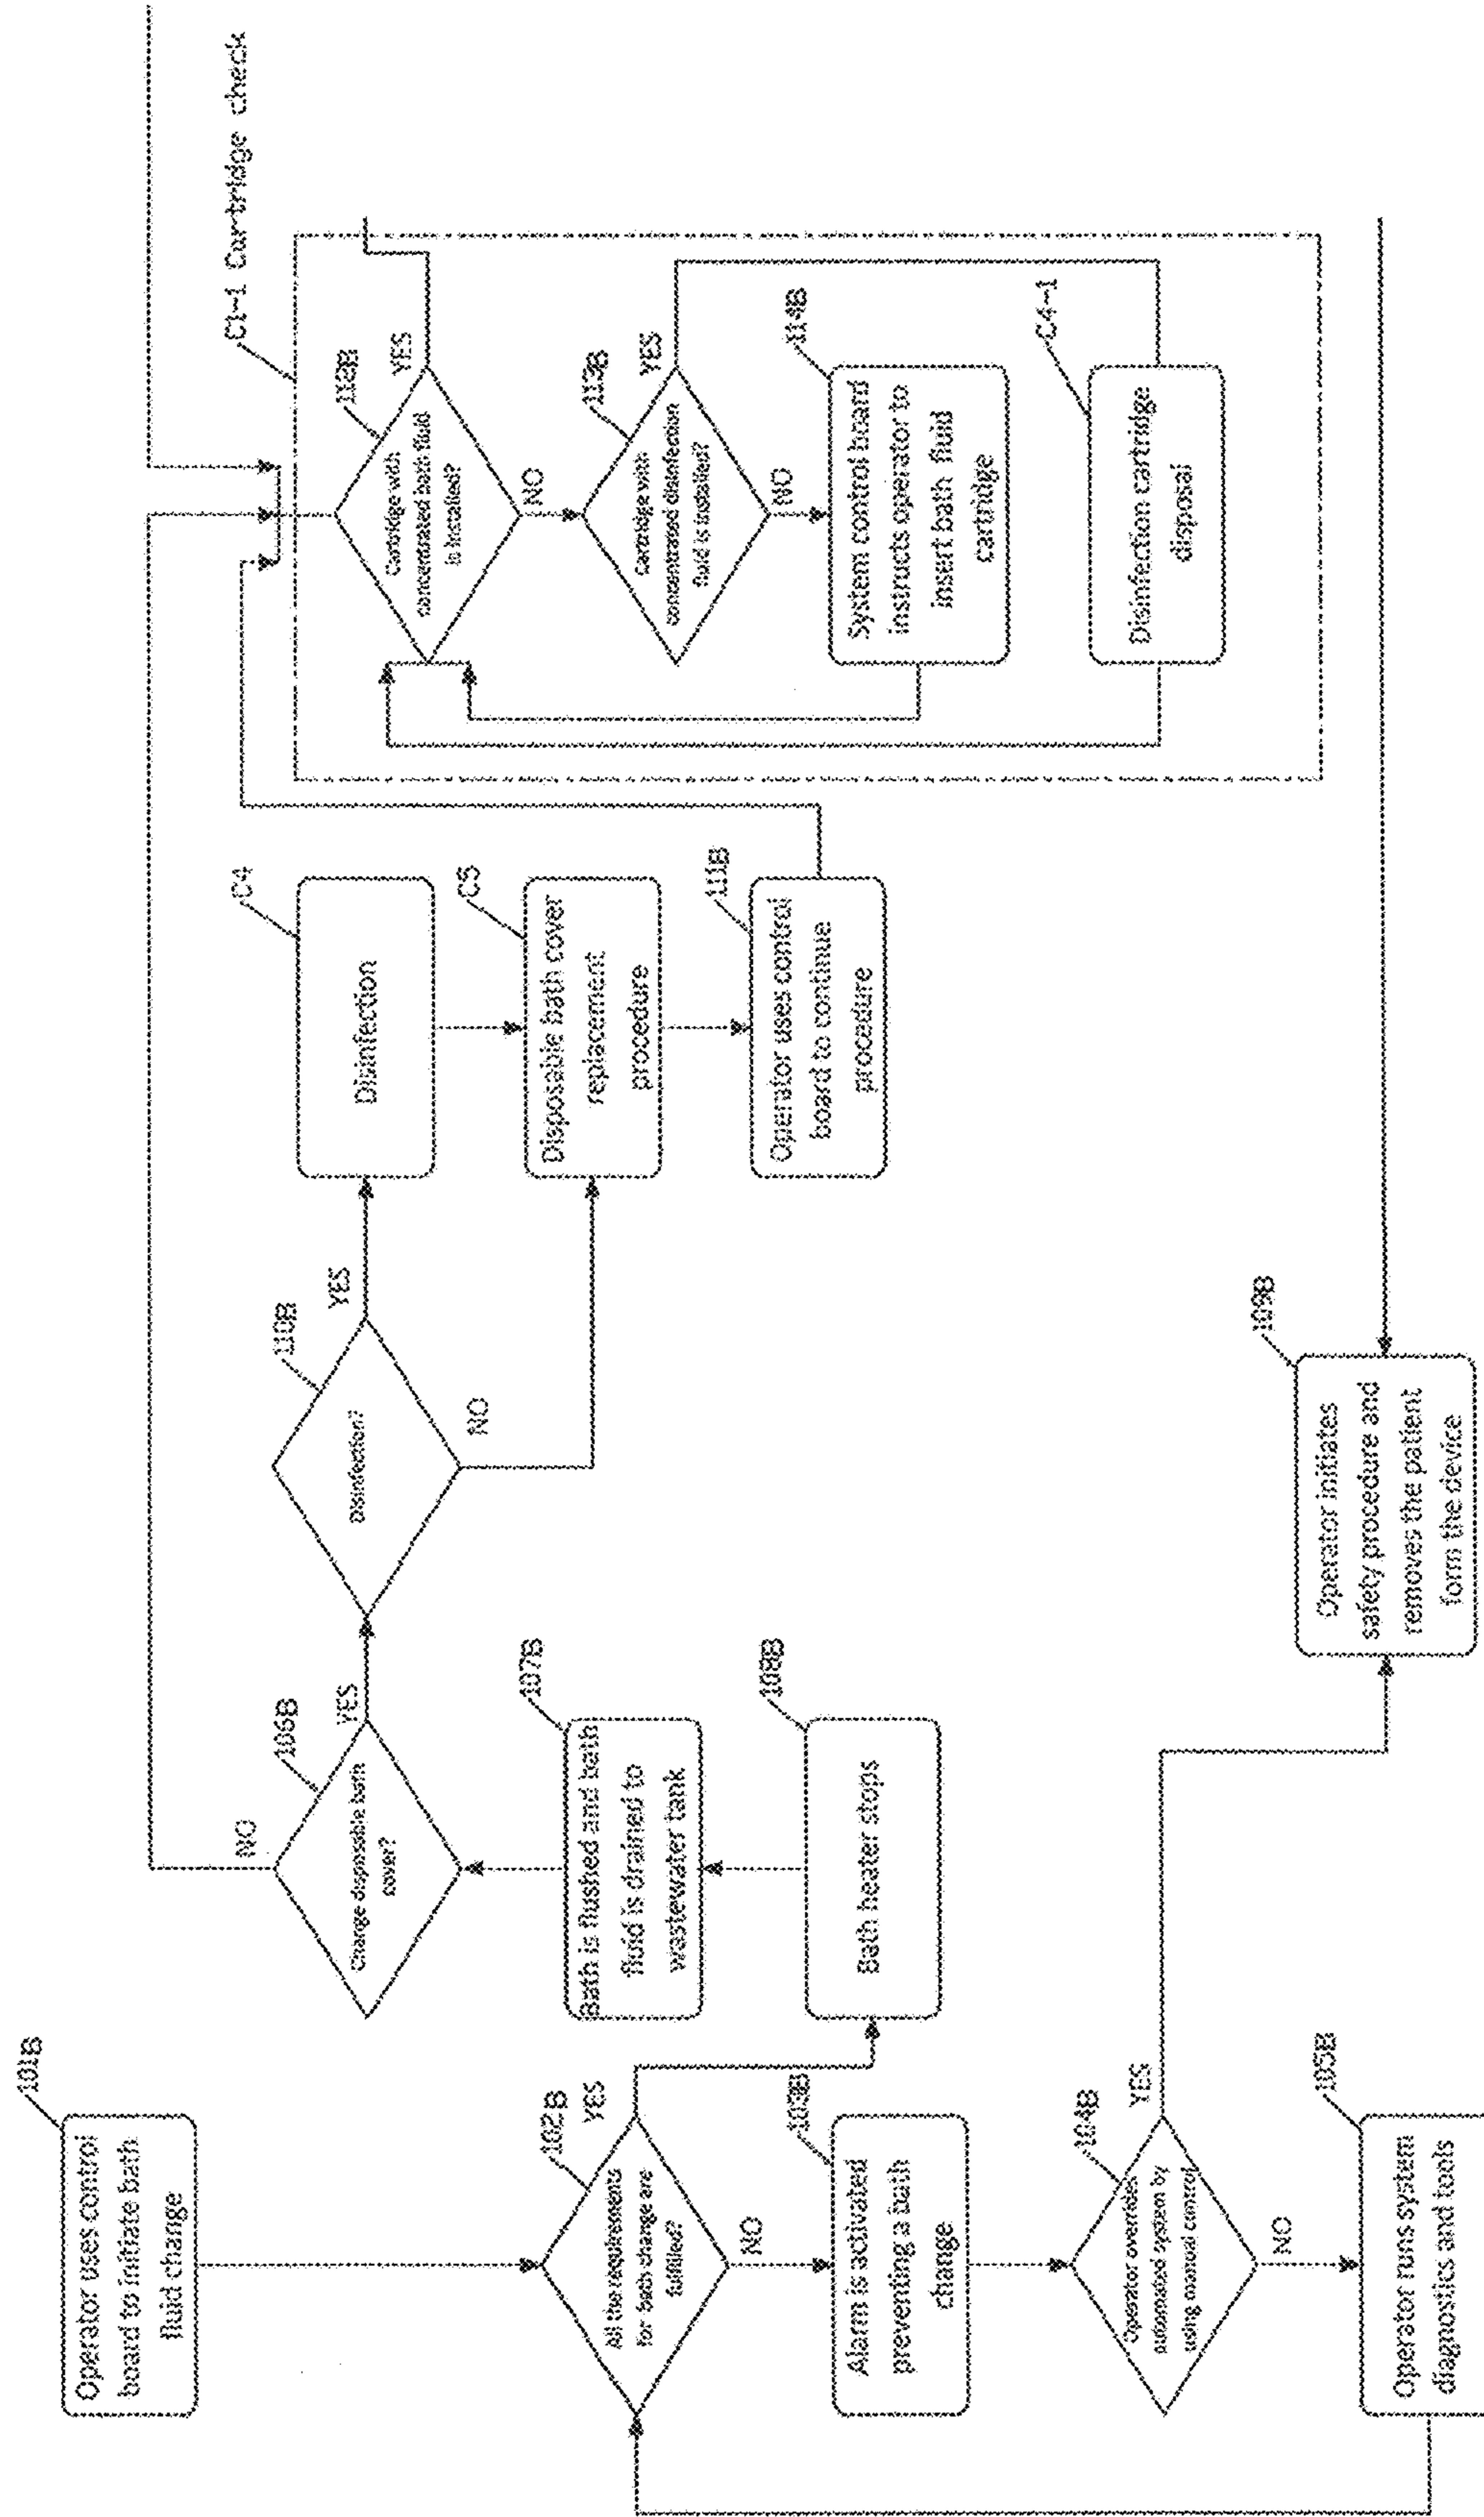 101B
Operator uses control
board to initiate bath
fluid change
102B
All the requirements
for bath change are
fulfilled?
YES
NO
103B
Alarm is activated
preventing a bath
change
104B
Operator overrides
automated system by
using manual control
YES
NO
105B
Operator runs system
diagnostics and tools
106B
Change disposable bath
cover?
NO
YES
107B
Bath is flushed and bath
fluid is drained to
wastewater tank
108B
Bath heater stops
109B
Operator initiates
safety procedure and
removes the patient
form the device
110B
Disinfection?
YES
NO
C4
Disinfection
C5
Disposable bath cover
replacement
procedure
111B
Operator uses control
board to continue
procedure
C1-1 Cartridge check
112B
Cartridge with
concentrated bath fluid
is installed?
YES
NO
113B
Cartridge with
concentrated disinfection
fluid is installed?
YES
NO
114B
System control board
instructs operator to
insert bath fluid
cartridge
C4-1
Disinfection cartridge
disposal